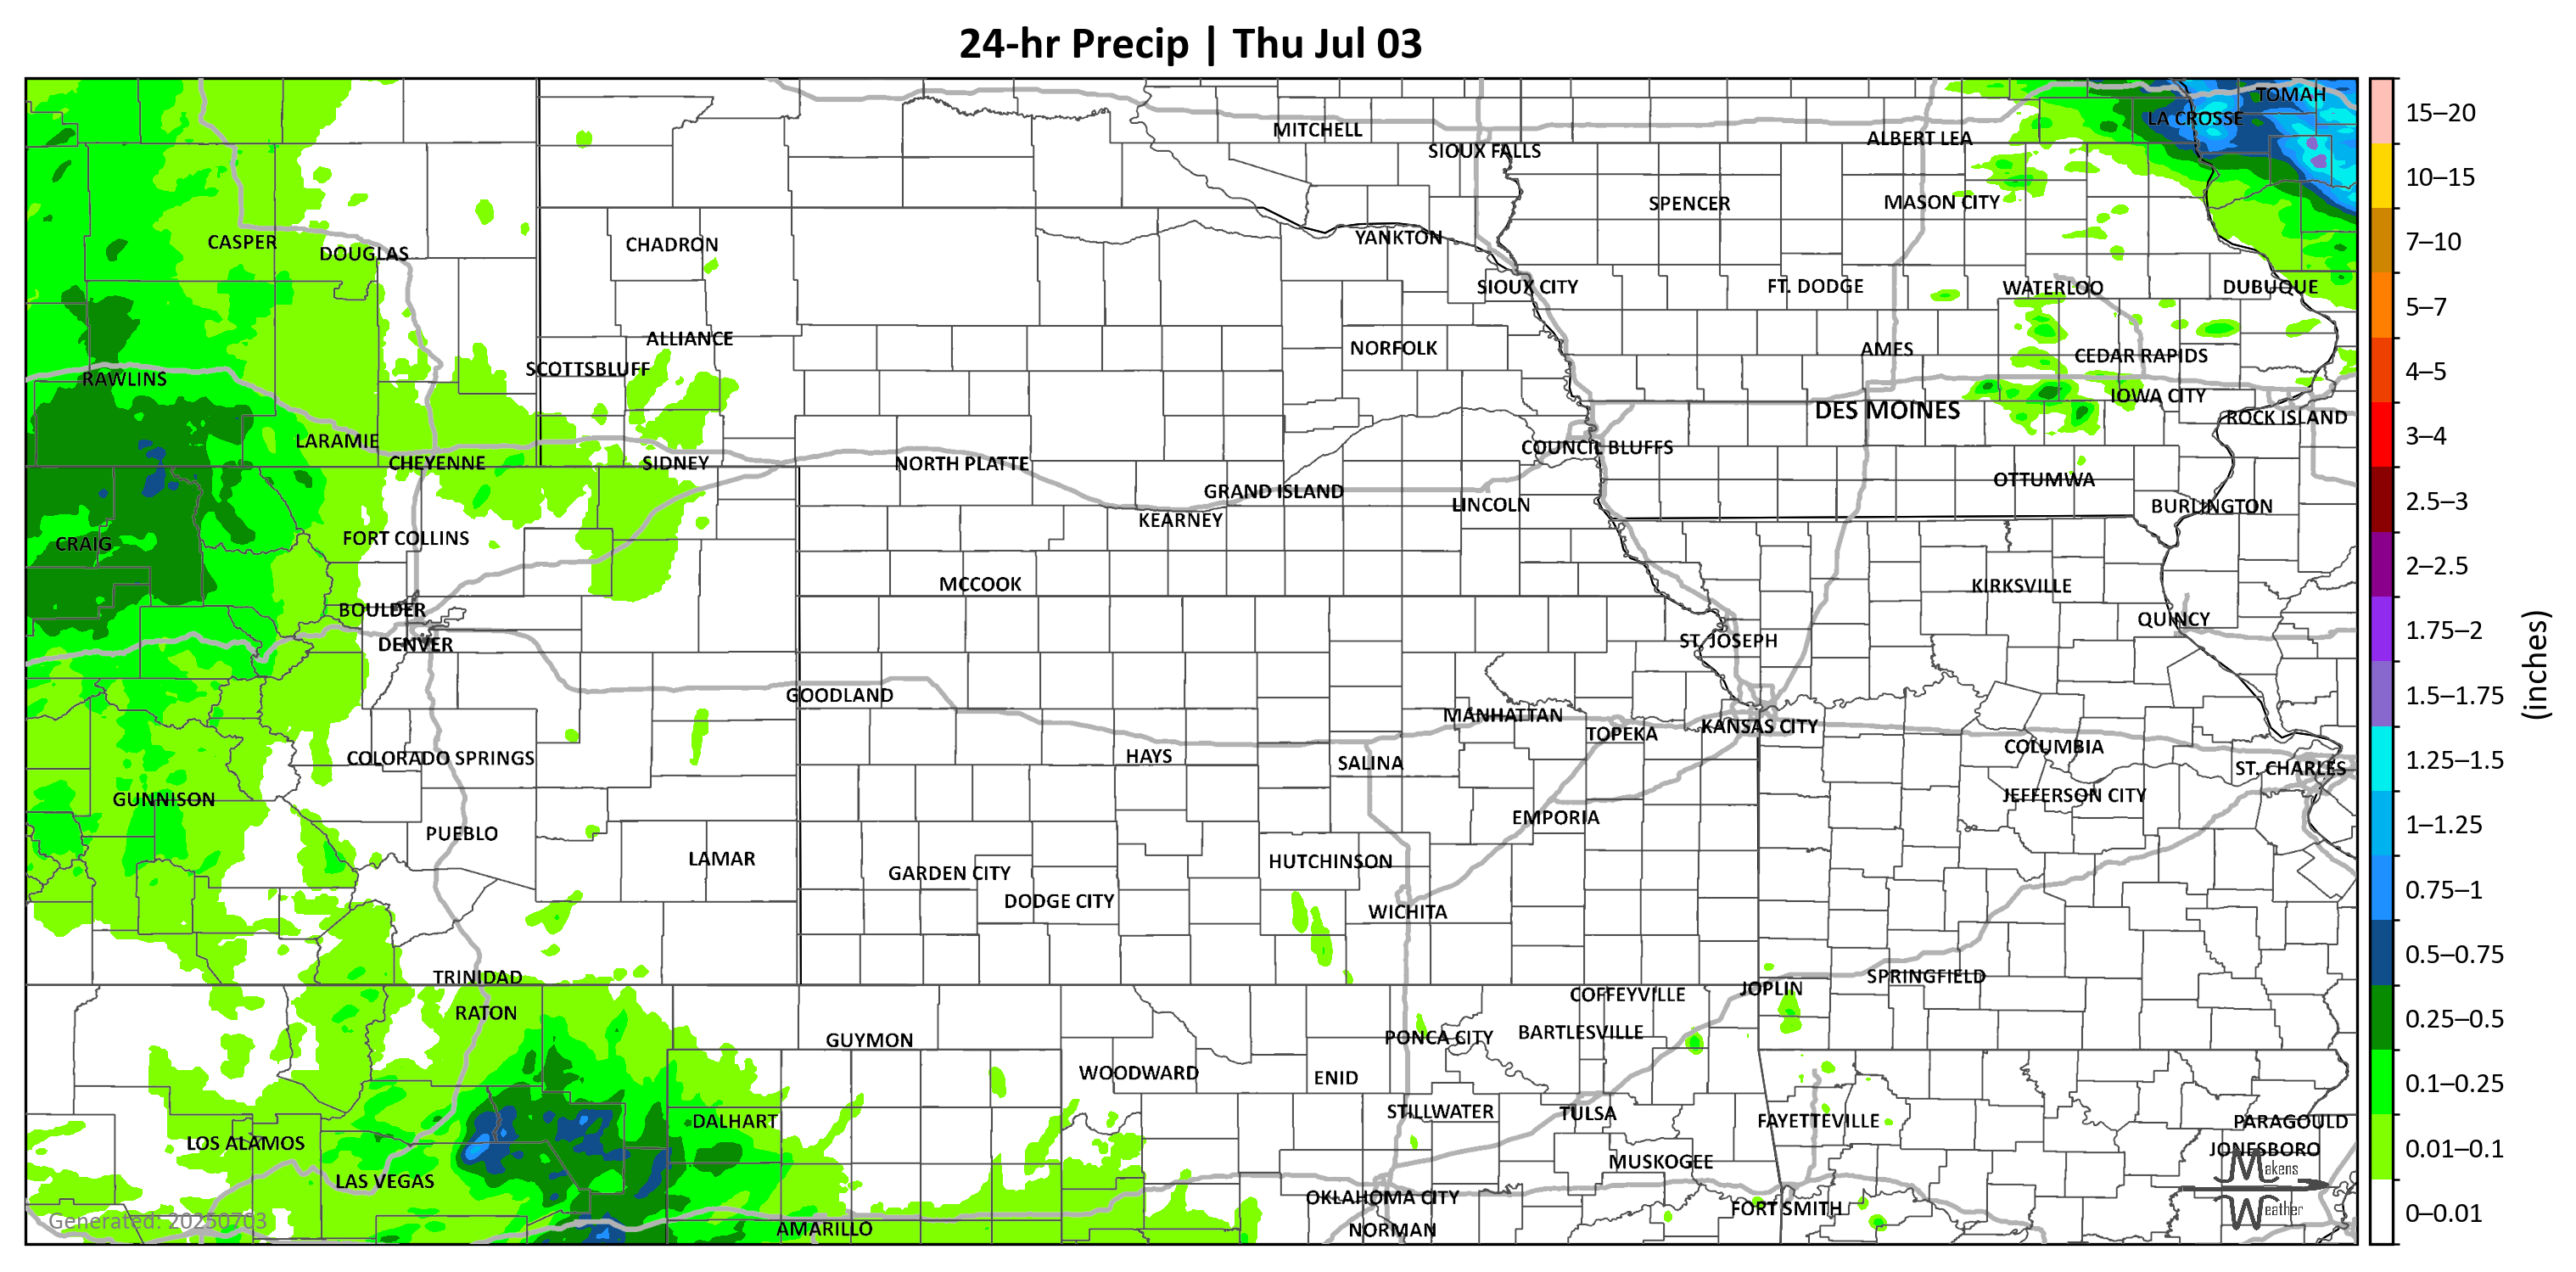 24-hr Precip | Thu Jul 03
TOMAH
LA CROSSE
MITCHELL
ALBERT LEA
SIOUX FALLS
SPENCER
MASON CITY
CASPER
DOUGLAS
CHADRON
YANKTON
SIOUX CITY
FT. DODGE
WATERLOO
DUBUQUE
ALLIANCE
NORFOLK
AMES
CEDAR RAPIDS
SCOTTSBLUFF
RAWLINS
IOWA CITY
DES MOINES
ROCK ISLAND
LARAMIE
COUNCIL BLUFFS
CHEYENNE
SIDNEY
NORTH PLATTE
OTTUMWA
GRAND ISLAND
LINCOLN
BURLINGTON
KEARNEY
FORT COLLINS
CRAIG
MCCOOK
KIRKSVILLE
BOULDER
QUINCY
DENVER
ST. JOSEPH
GOODLAND
MANHATTAN
KANSAS CITY
TOPEKA
COLUMBIA
COLORADO SPRINGS
HAYS
SALINA
ST. CHARLES
GUNNISON
JEFFERSON CITY
EMPORIA
PUEBLO
LAMAR
HUTCHINSON
GARDEN CITY
DODGE CITY
WICHITA
TRINIDAD
SPRINGFIELD
JOPLIN
COFFEYVILLE
RATON
BARTLESVILLE
PONCA CITY
GUYMON
WOODWARD
ENID
STILLWATER
TULSA
DALHART
FAYETTEVILLE
PARAGOULD
LOS ALAMOS
JONESBORO
MUSKOGEE
LAS VEGAS
OKLAHOMA CITY
FORT SMITH
AMARILLO
NORMAN
Generated: 20250703
Makens
Weather
15–20
10–15
7–10
5–7
4–5
3–4
2.5–3
2–2.5
1.75–2
1.5–1.75
1.25–1.5
1–1.25
0.75–1
0.5–0.75
0.25–0.5
0.1–0.25
0.01–0.1
0–0.01
(inches)